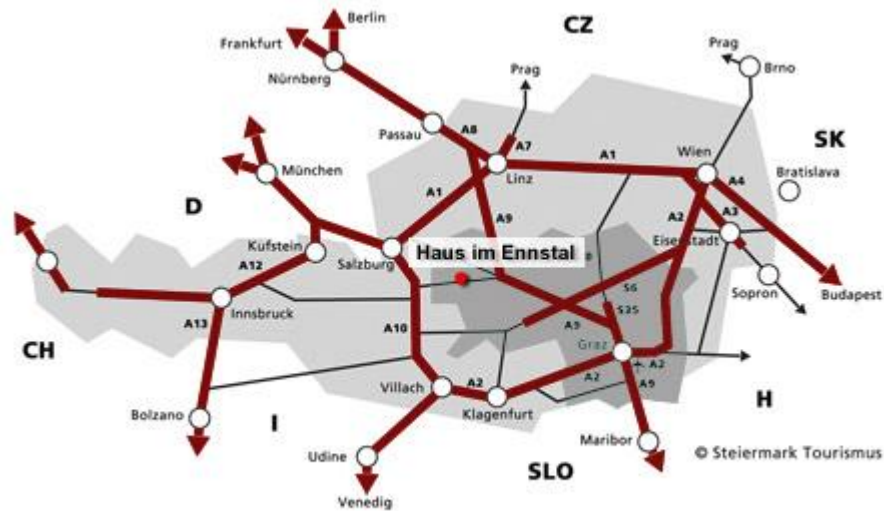 Berlin
CZ
Frankfurt
Prag
Prag
Nürnberg
Brno
Passau
A8
A7
A1
Wien
SK
München
Linz
A4
Bratislava
D
A1
A9
A2
A3
Kufstein
Salzburg
Haus im Ennstal
Eisenstadt
A12
S6
Sopron
Budapest
Innsbruck
S35
A13
A10
A9
CH
Graz
A2
Villach
A2
A2
A9
Klagenfurt
H
Bolzano
I
Maribor
Udine
SLO
© Steiermark Tourismus
Venedig